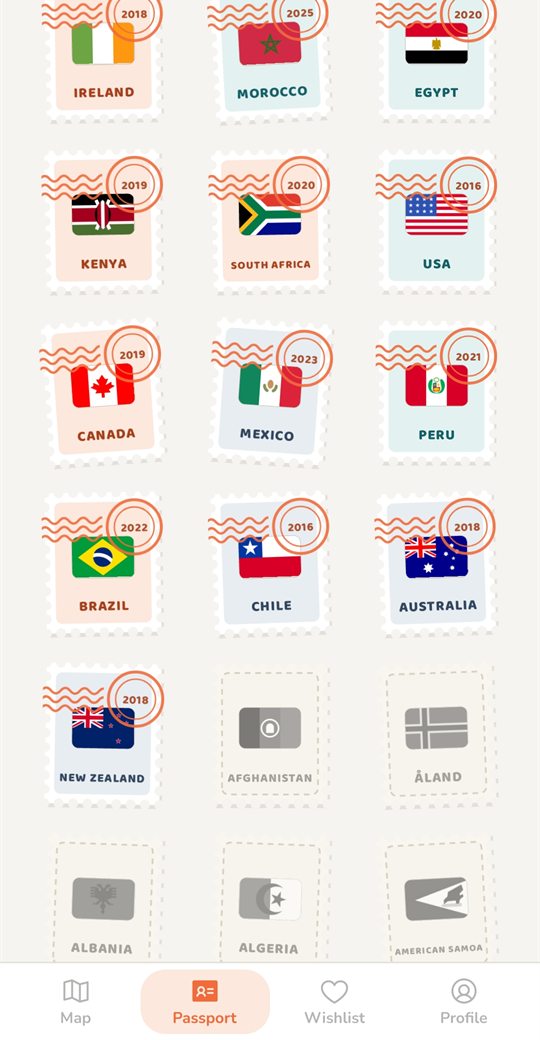 2018
2025
2020
IRELAND
MOROCCO
EGYPT
2019
2020
2016
KENYA
SOUTH AFRICA
USA
2019
2023
2021
CANADA
MEXICO
PERU
2022
2016
2018
BRAZIL
CHILE
AUSTRALIA
2018
NEW ZEALAND
AFGHANISTAN
ÅLAND
ALBANIA
ALGERIA
AMERICAN SAMOA
Map
Passport
Wishlist
Profile